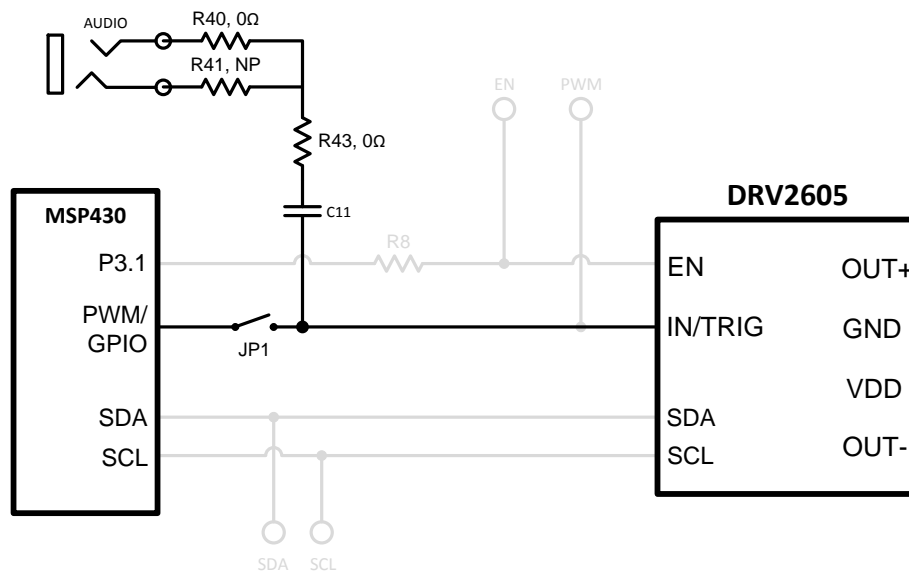 AUDIO
R40, 0Ω
R41, NP
R43, 0Ω
C11
EN
PWM
MSP430
DRV2605
P3.1
R8
EN
OUT+
PWM/
GPIO
JP1
IN/TRIG
GND
VDD
SDA
SDA
SCL
SCL
OUT-
SDA
SCL